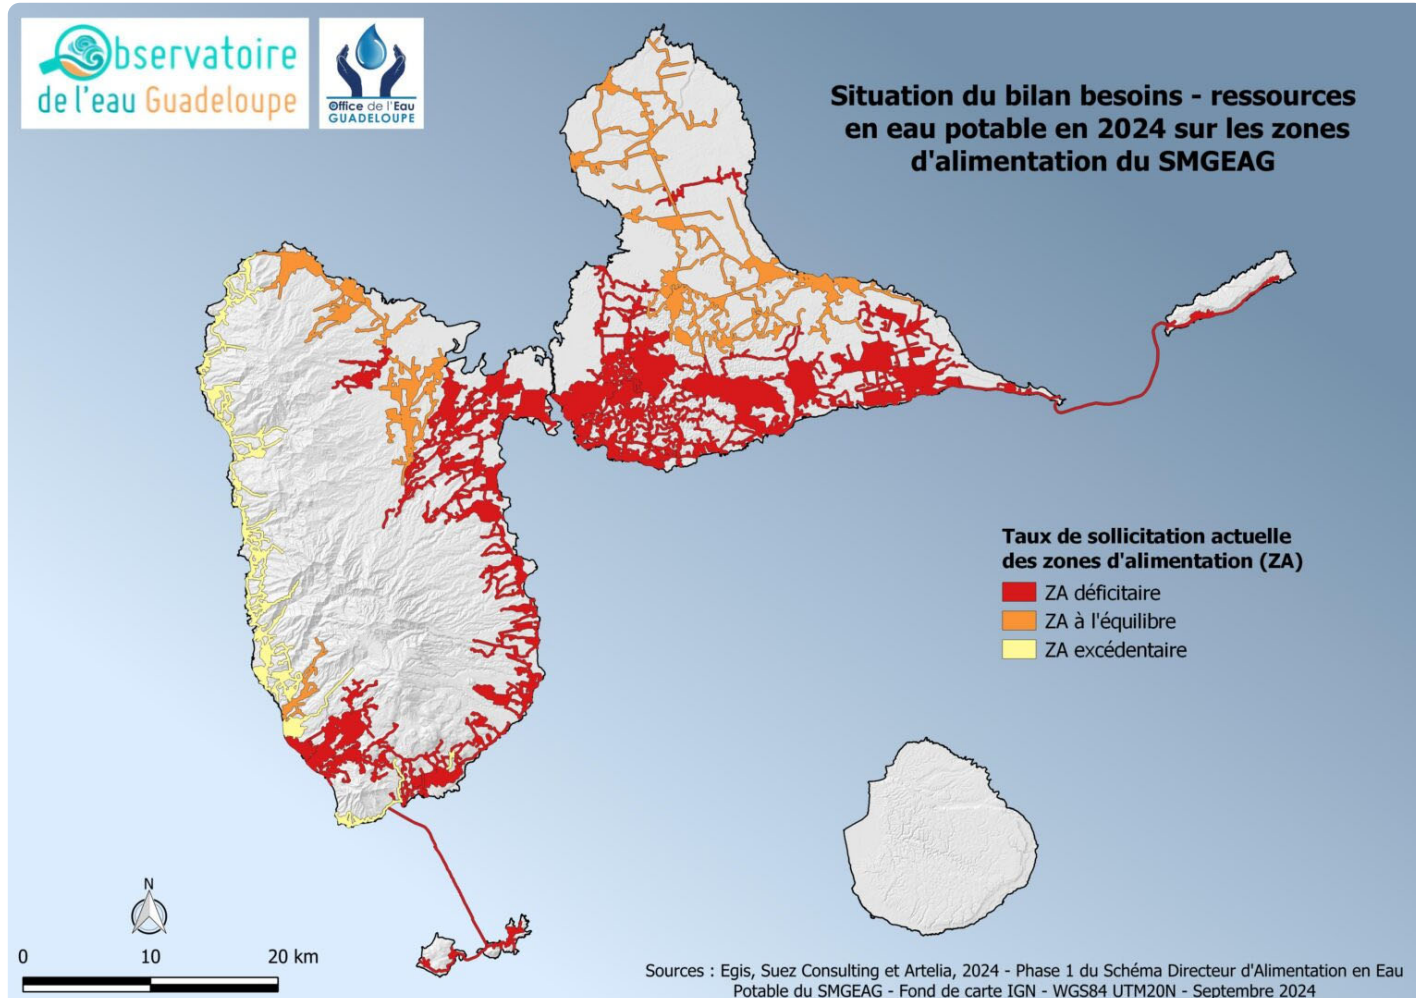 Observatoire
de l'eau Guadeloupe
Office de l'Eau
GUADELOUPE
Situation du bilan besoins - ressources
en eau potable en 2024 sur les zones
d'alimentation du SMGEAG
Taux de sollicitation actuelle
des zones d'alimentation (ZA)
ZA déficitaire
ZA à l'équilibre
ZA excédentaire
N
0 10 20 km
Sources : Egis, Suez Consulting et Artelia, 2024 - Phase 1 du Schéma Directeur d'Alimentation en Eau
Potable du SMGEAG - Fond de carte IGN - WGS84 UTM20N - Septembre 2024